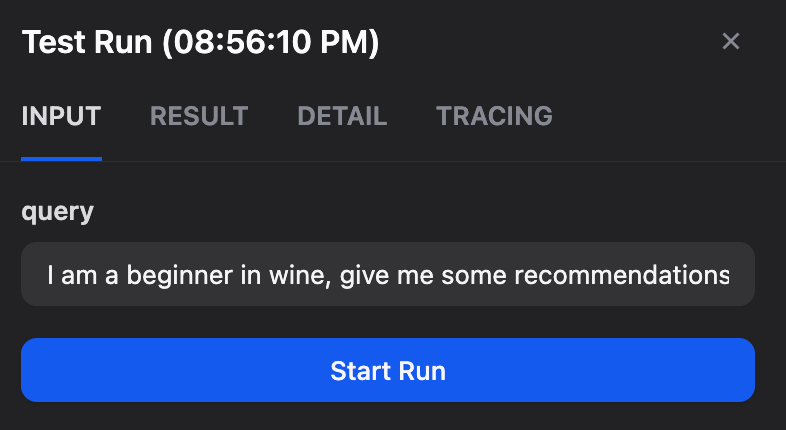 Test Run (08:56:10 PM)
INPUT RESULT DETAIL TRACING
query
I am a beginner in wine, give me some recommendations
Start Run